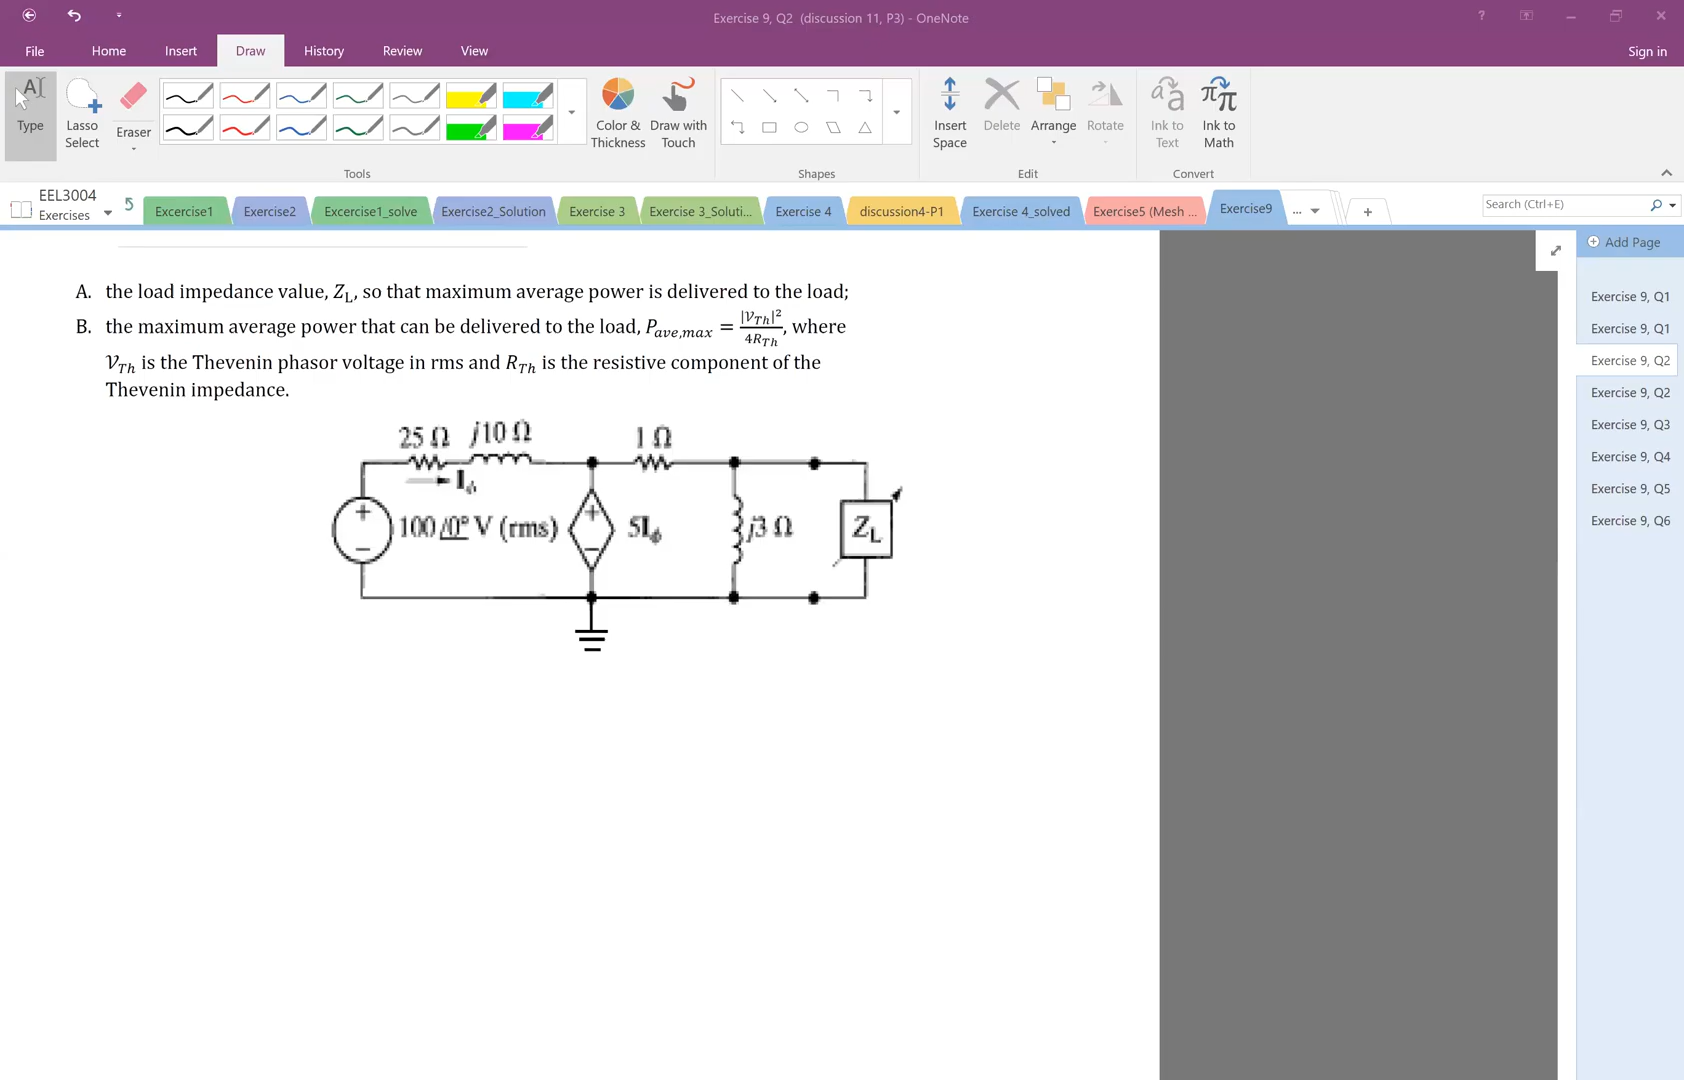 Exercise 9, Q2 (discussion 11, P3) - OneNote
?
File Home Insert Draw History Review View Sign in
Type
Lasso Select
Eraser
Color & Thickness
Draw with Touch
Insert Space
Delete
Arrange
Rotate
Ink to Text
Ink to Math
Tools Shapes Edit Convert
EEL3004
Exercises
Excercise1 Exercise2 Excercise1_solve Exercise2_Solution Exercise 3 Exercise 3_Soluti... Exercise 4 discussion4-P1 Exercise 4_solved Exercise5 (Mesh ... Exercise9 ... +
Search (Ctrl+E)
Add Page
Exercise 9, Q1
Exercise 9, Q1
Exercise 9, Q2
Exercise 9, Q2
Exercise 9, Q3
Exercise 9, Q4
Exercise 9, Q5
Exercise 9, Q6
A. the load impedance value, Z_L, so that maximum average power is delivered to the load;
B. the maximum average power that can be delivered to the load, P_ave,max = |𝒱_Th|²/4R_Th, where
𝒱_Th is the Thevenin phasor voltage in rms and R_Th is the resistive component of the
Thevenin impedance.
25 Ω j10 Ω 1 Ω
I_ϕ
+ 100 /0° V (rms) + 5I_ϕ j3 Ω Z_L
− −